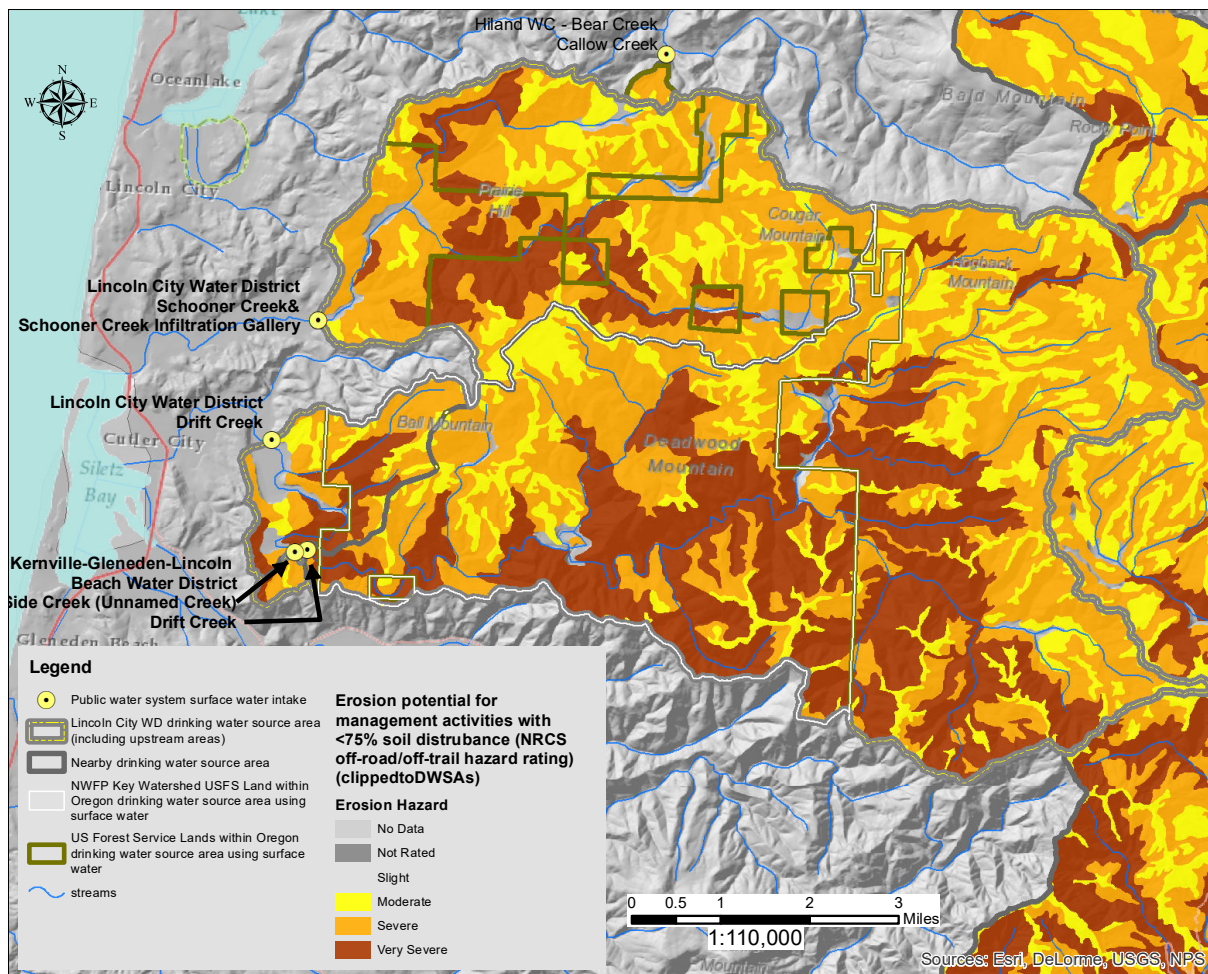 Lake
Hiland WC - Bear Creek
Callow Creek
N
W
E
S
Oceanlake
Bald Mountain
Rocky Point
Lincoln City
Prairie
Hill
Cougar
Mountain
Hogback
Mountain
Lincoln City Water District
Schooner Creek&
Schooner Creek Infiltration Gallery
Lincoln City Water District
Drift Creek
Cutler City
Ball Mountain
Deadwood
Mountain
Siletz
Bay
Kernville-Gleneden-Lincoln
Beach Water District
Side Creek (Unnamed Creek)
Drift Creek
Gleneden Beach
Legend
Public water system surface water intake
Lincoln City WD drinking water source area
(including upstream areas)
Nearby drinking water source area
NWFP Key Watershed USFS Land within
Oregon drinking water source area using
surface water
US Forest Service Lands within Oregon
drinking water source area using surface
water
streams
Erosion potential for
management activities with
<75% soil distrubance (NRCS
off-road/off-trail hazard rating)
(clippedtoDWSAs)
Erosion Hazard
No Data
Not Rated
Slight
Moderate
Severe
Very Severe
0 0.5 1 2 3
Miles
1:110,000
Mountain
Sources: Esri, DeLorme, USGS, NPS